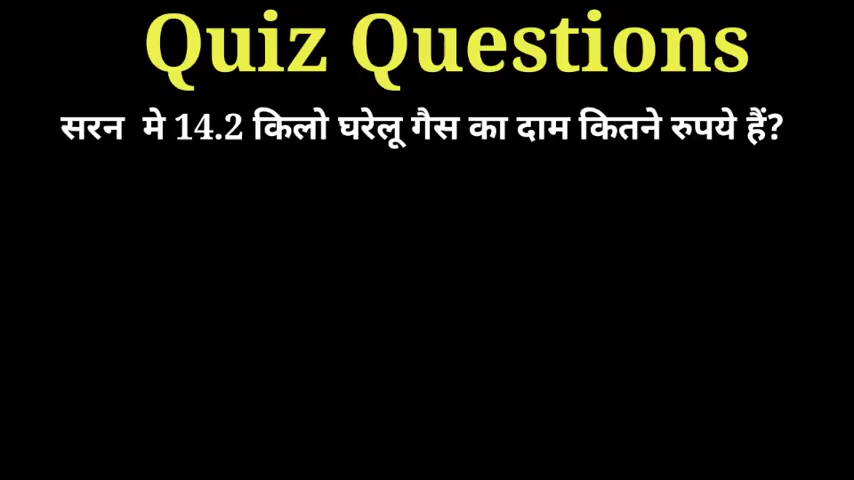 Quiz Questions
सरन मे 14.2 किलो घरेलू गैस का दाम कितने रुपये हैं?